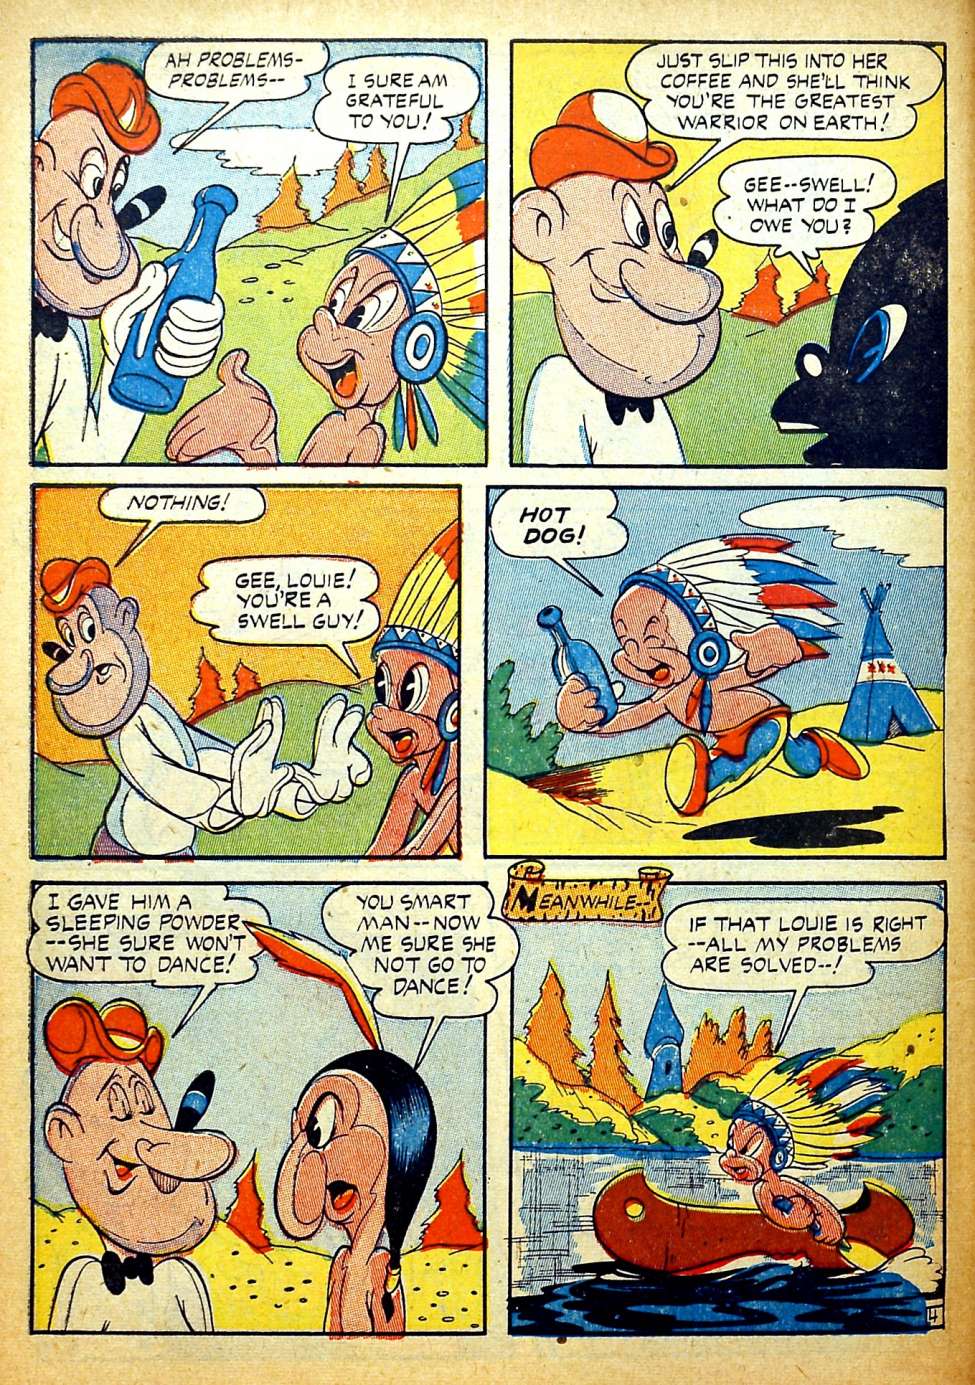 AH PROBLEMS-
PROBLEMS--
I SURE AM
GRATEFUL
TO YOU!
JUST SLIP THIS INTO HER
COFFEE AND SHE'LL THINK
YOU'RE THE GREATEST
WARRIOR ON EARTH!
GEE--SWELL!
WHAT DO I
OWE YOU?
NOTHING!
GEE, LOUIE!
YOU'RE A
SWELL GUY!
HOT
DOG!
I GAVE HIM A
SLEEPING POWDER
--SHE SURE WON'T
WANT TO DANCE!
YOU SMART
MAN--NOW
ME SURE SHE
NOT GO TO
DANCE!
MEANWHILE--
IF THAT LOUIE IS RIGHT
--ALL MY PROBLEMS
ARE SOLVED--!
4